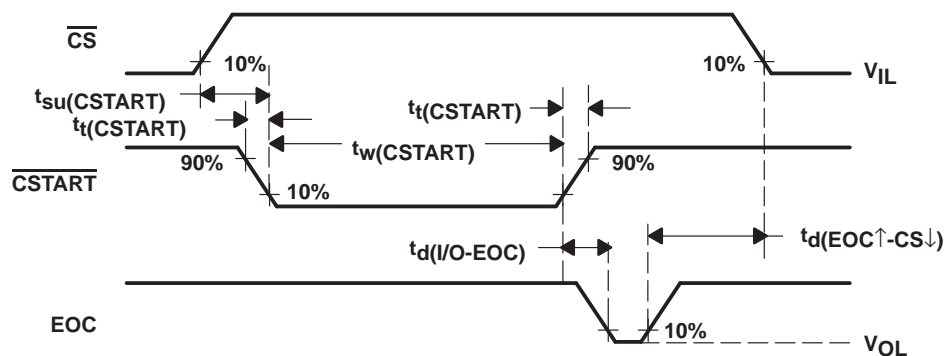 CS
10%
10%
VIL
tsu(CSTART)
tt(CSTART)
tt(CSTART)
tw(CSTART)
90%
90%
CSTART
10%
td(I/O-EOC)
td(EOC↑-CS↓)
EOC
10%
VOL